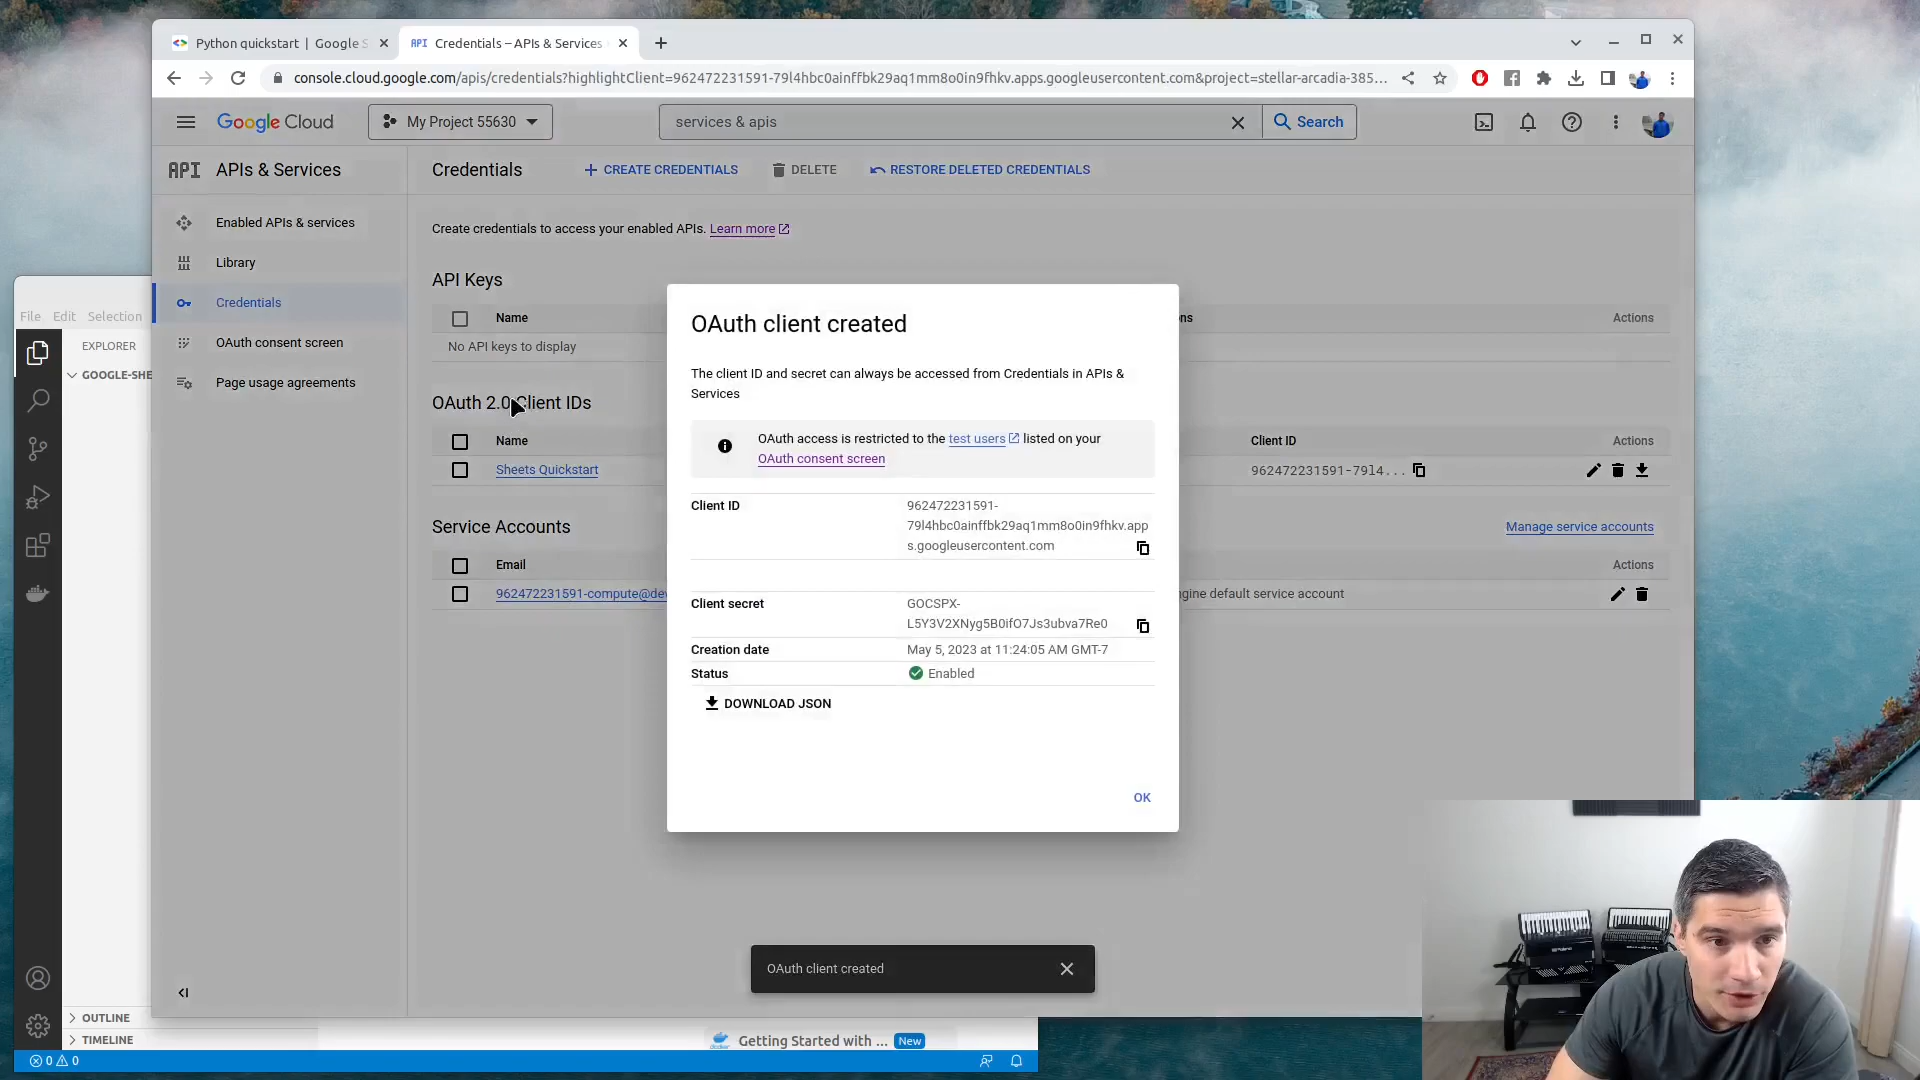 Python quickstart | Google S
API Credentials – APIs & Services
console.cloud.google.com/apis/credentials?highlightClient=962472231591-79l4hbc0ainffbk29aq1mm8o0in9fhkv.apps.googleusercontent.com&project=stellar-arcadia-385...
Google Cloud
My Project 55630
services & apis
Search
API APIs & Services
Credentials
CREATE CREDENTIALS
DELETE
RESTORE DELETED CREDENTIALS
Enabled APIs & services
Library
Credentials
OAuth consent screen
Page usage agreements
Create credentials to access your enabled APIs. Learn more
API Keys
Name
ns
Actions
No API keys to display
OAuth 2.0 Client IDs
Name
Client ID
Actions
Sheets Quickstart
962472231591-79l4...
Service Accounts
Manage service accounts
Email
Actions
962472231591-compute@dev
ngine default service account
OAuth client created
The client ID and secret can always be accessed from Credentials in APIs &
Services
OAuth access is restricted to the test users listed on your
OAuth consent screen
Client ID
962472231591-
79l4hbc0ainffbk29aq1mm8o0in9fhkv.app
s.googleusercontent.com
Client secret
GOCSPX-
L5Y3V2XNyg5B0ifO7Js3ubva7Re0
Creation date
May 5, 2023 at 11:24:05 AM GMT-7
Status
Enabled
DOWNLOAD JSON
OK
OAuth client created
File Edit Selection
EXPLORER
GOOGLE-SHE
OUTLINE
TIMELINE
Getting Started with ... New
0 0